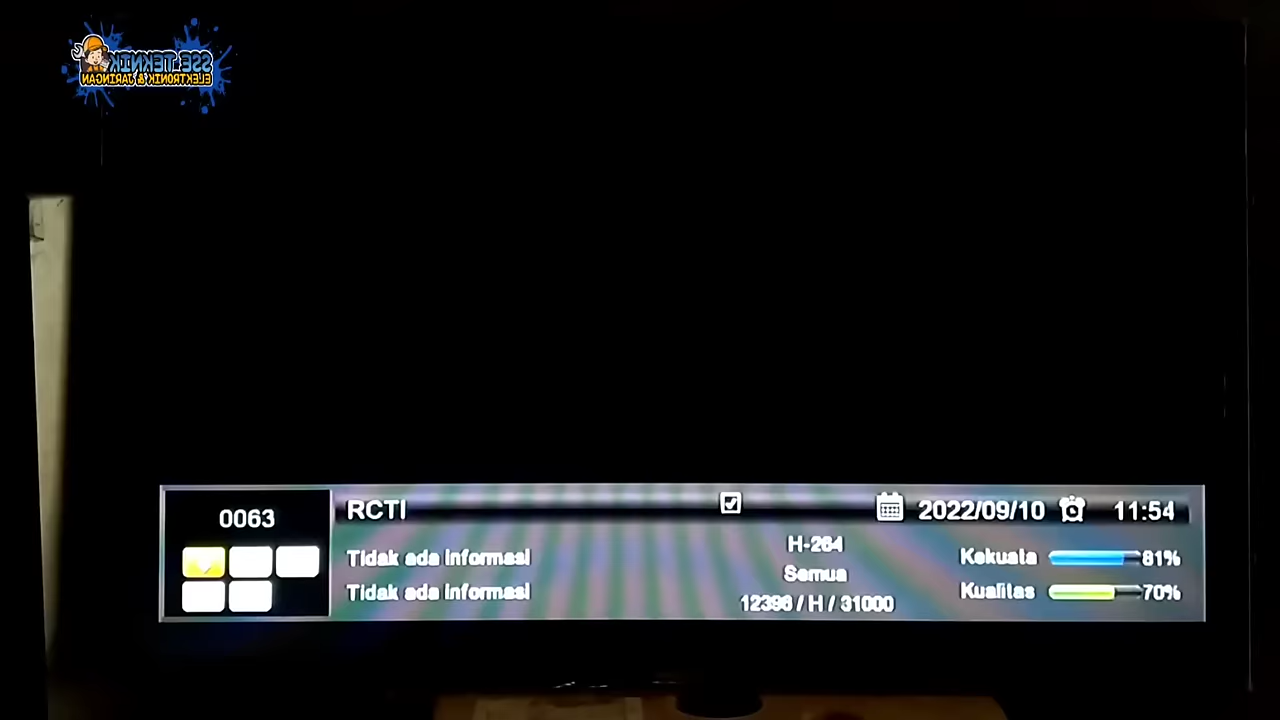 SSE TEKNIK
ELEKTRONIK & JARINGAN
0063
RCTI
2022/09/10
11:54
Tidak ada informasi
H-264
Kekuata
81%
Semua
Tidak ada informasi
Kualitas
70%
12398 / H / 31000